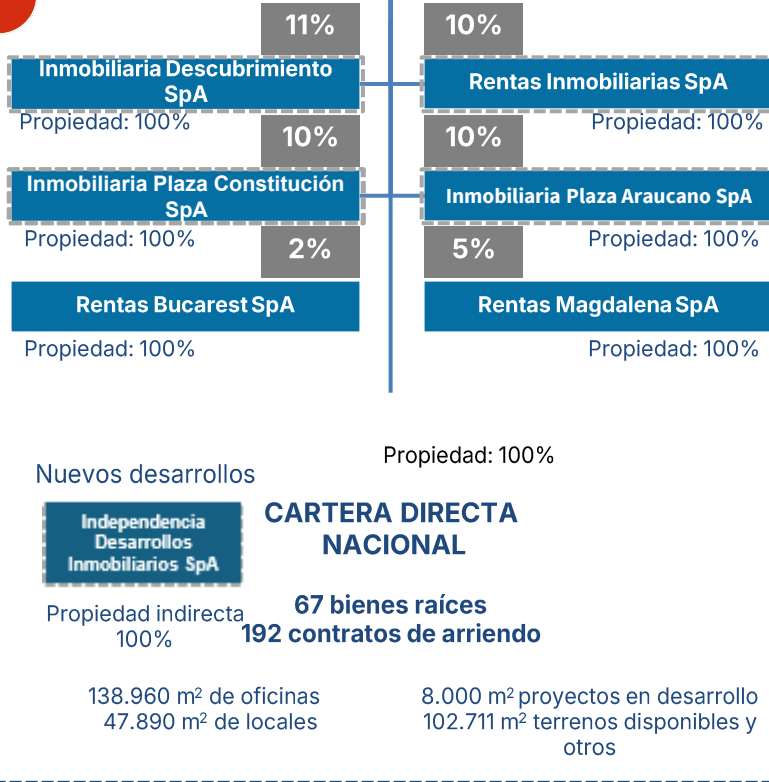 11%
10%
Inmobiliaria Descubrimiento
SpA
Rentas Inmobiliarias SpA
Propiedad: 100%
Propiedad: 100%
10%
10%
Inmobiliaria Plaza Constitución
SpA
Inmobiliaria Plaza Araucano SpA
Propiedad: 100%
Propiedad: 100%
2%
5%
Rentas Bucarest SpA
Rentas Magdalena SpA
Propiedad: 100%
Propiedad: 100%
Propiedad: 100%
Nuevos desarrollos
Independencia
Desarrollos
Inmobiliarios SpA
Propiedad indirecta
100%
CARTERA DIRECTA
NACIONAL
67 bienes raíces
192 contratos de arriendo
138.960 m² de oficinas
47.890 m² de locales
8.000 m² proyectos en desarrollo
102.711 m² terrenos disponibles y
otros